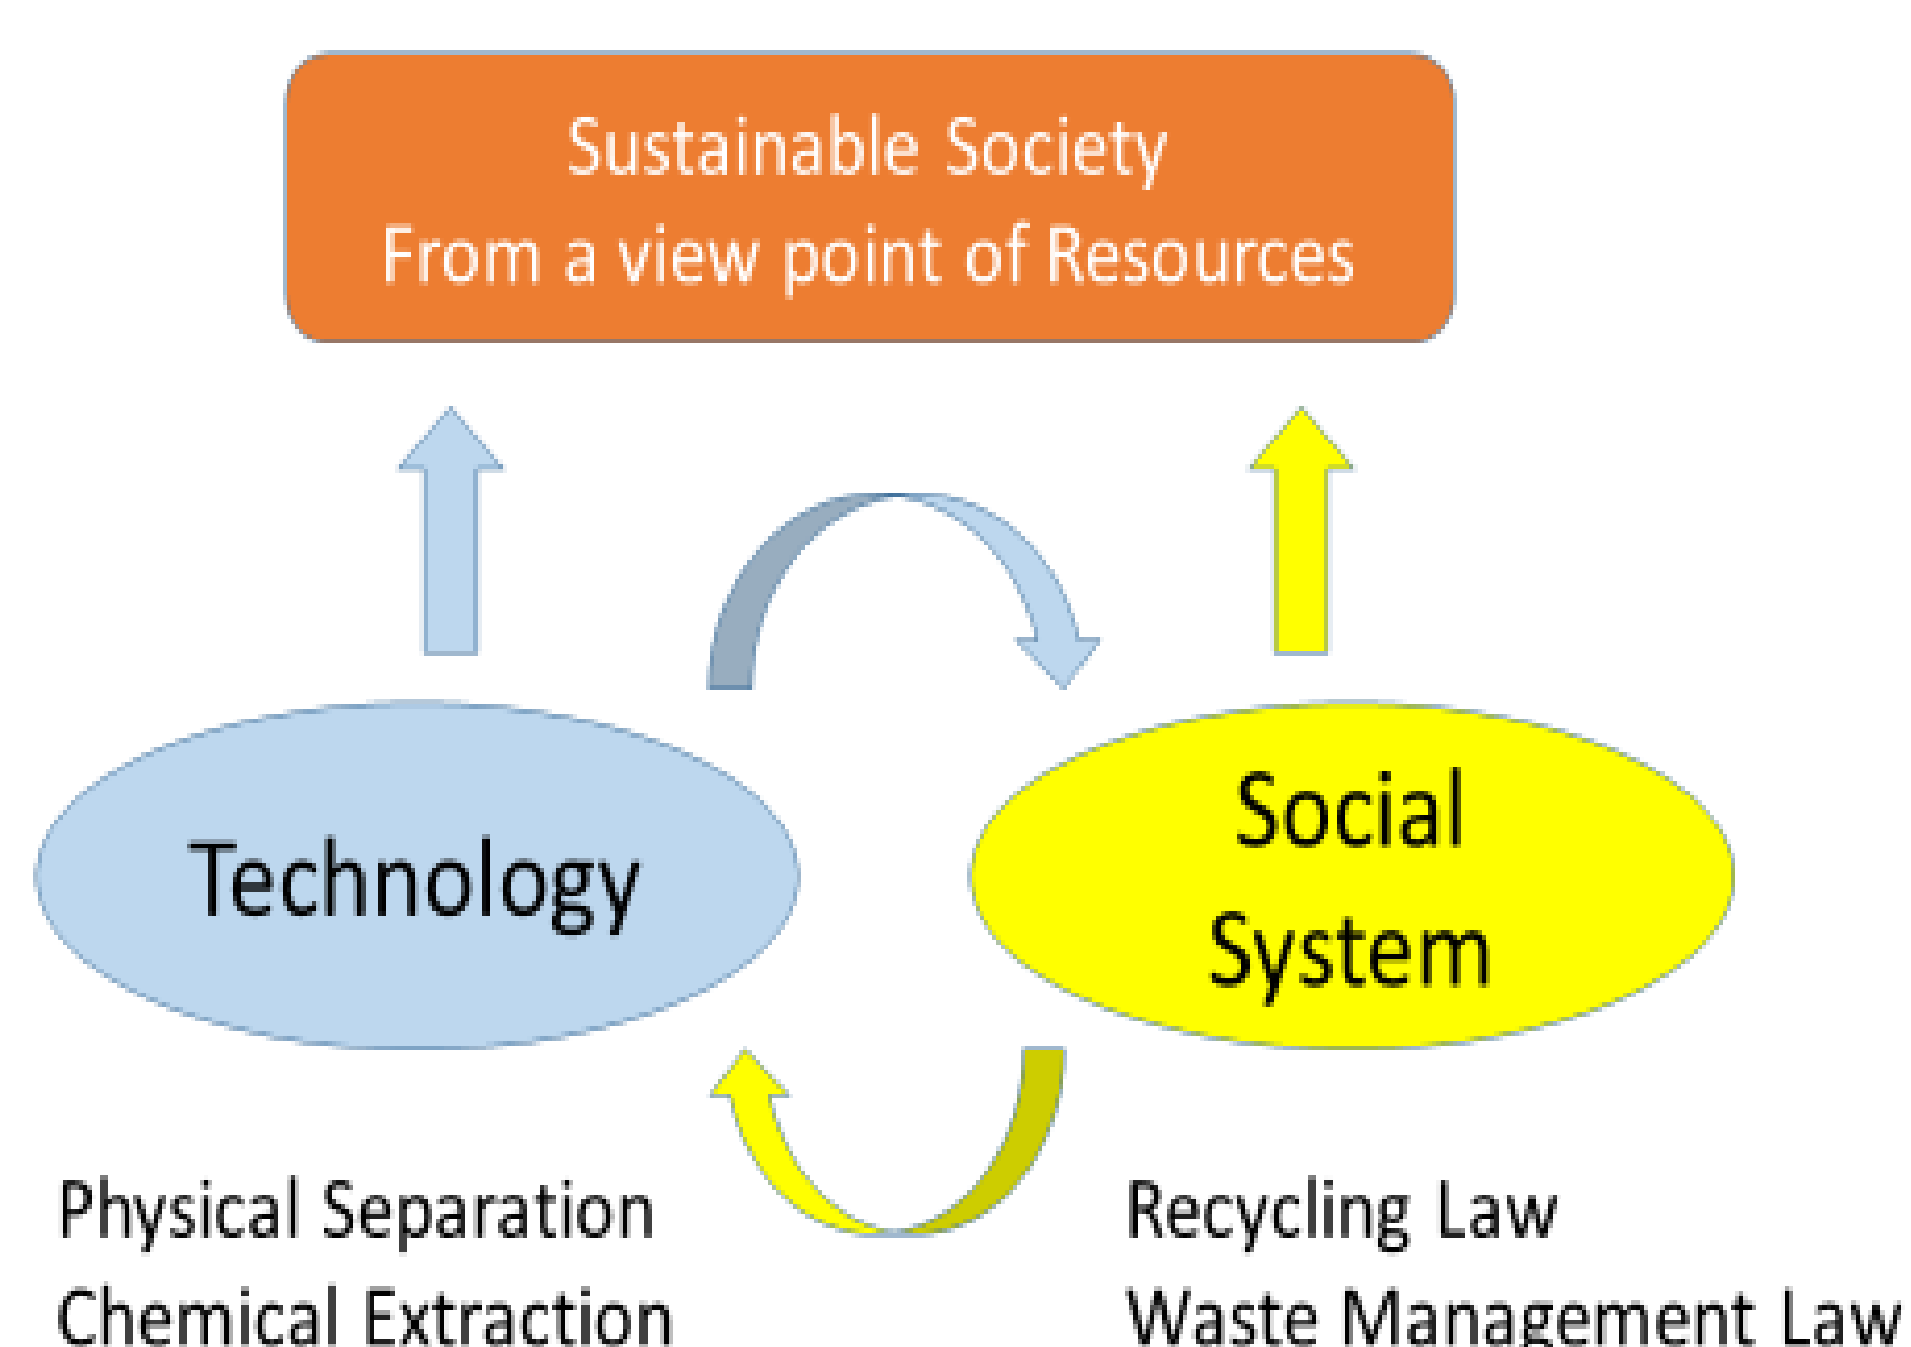 Sustainable Society
From a view point of Resources
Technology
Social
System
Physical Separation
Chemical Extraction
Recycling Law
Waste Management Law